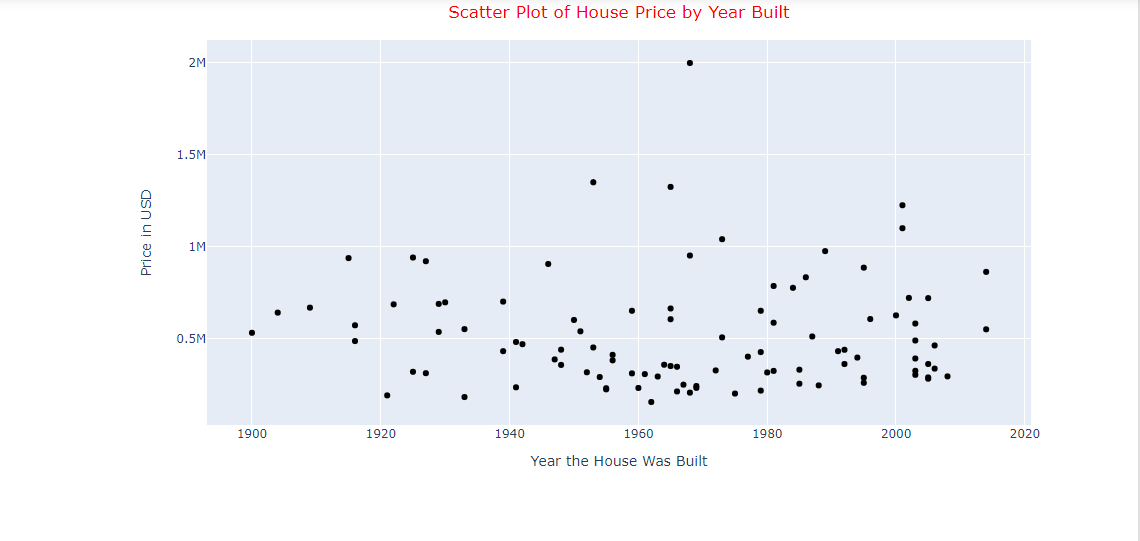 Scatter Plot of House Price by Year Built
2M
1.5M
1M
0.5M
Price in USD
1900 1920 1940 1960 1980 2000 2020
Year the House Was Built